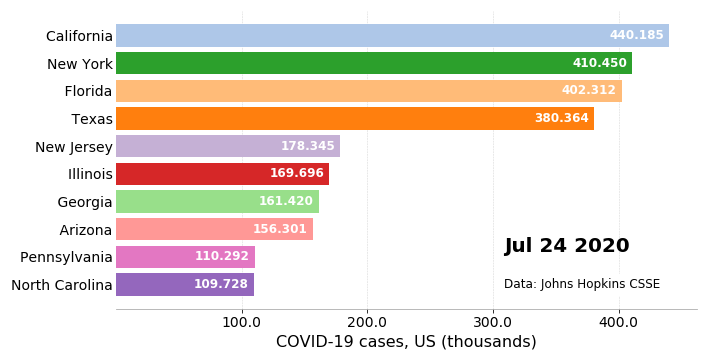 California 440.185
New York 410.450
Florida 402.312
Texas 380.364
New Jersey 178.345
Illinois 169.696
Georgia 161.420
Arizona 156.301
Jul 24 2020
Pennsylvania 110.292
North Carolina 109.728
Data: Johns Hopkins CSSE
100.0 200.0 300.0 400.0
COVID-19 cases, US (thousands)